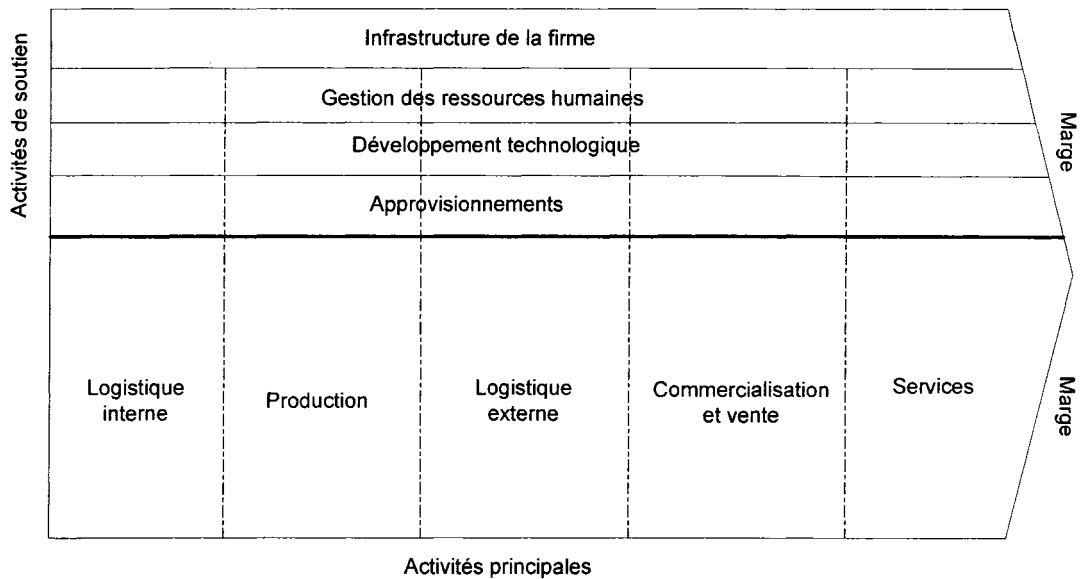 Activités de soutien
Infrastructure de la firme
Gestion des ressources humaines
Développement technologique
Approvisionnements
Marge
Logistique
interne
Production
Logistique
externe
Commercialisation
et vente
Services
Marge
Activités principales